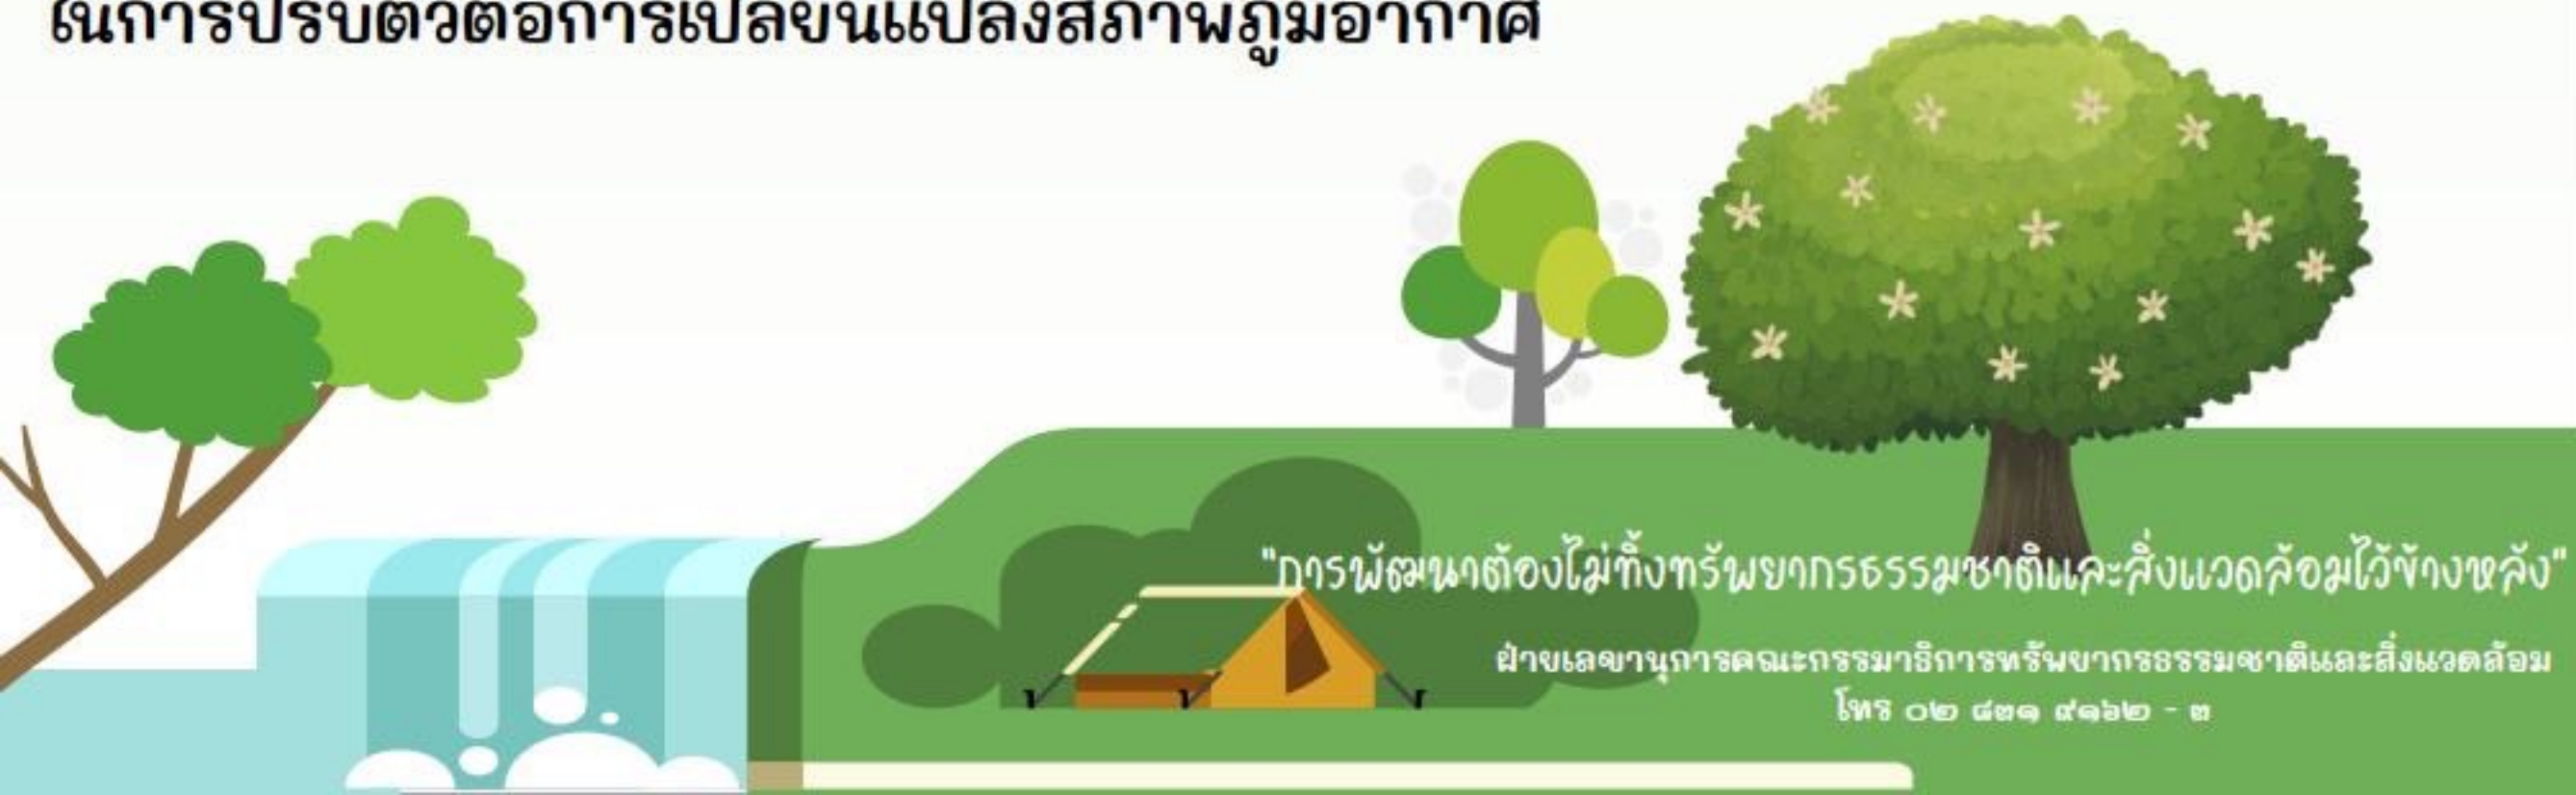 ในการปรับตัวต่อการเปลี่ยนแปลงสภาพภูมิอากาศ
"การพัฒนาต้องไม่ทิ้งทรัพยากรธรรมชาติและสิ่งแวดล้อมไว้ข้างหลัง"
ฝ่ายเลขานุการคณะกรรมาธิการทรัพยากรธรรมชาติและสิ่งแวดล้อม
โทร ๐๒ ๘๓๑ ๙๑๖๒ - ๓